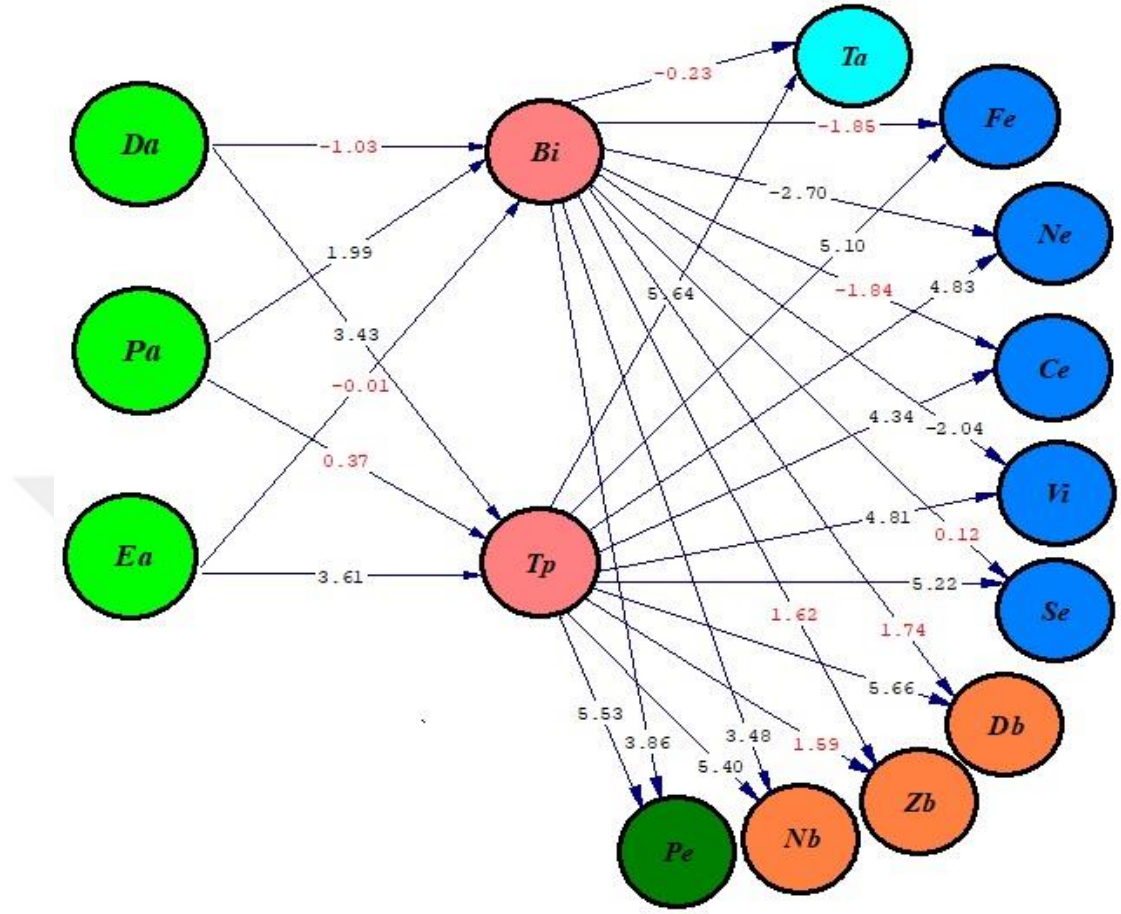 Ta
-0.23
Fe
-1.85
Da
-1.03
Bi
-2.70
Ne
5.10
1.99
5.64
-1.84
4.83
3.43
Pa
Ce
-0.01
4.34
-2.04
0.37
Vi
4.81
0.12
Ea
Tp
3.61
5.22
Se
1.62
1.74
5.66
5.53
3.86
3.48
1.59
Db
5.40
Zb
Nb
Pe